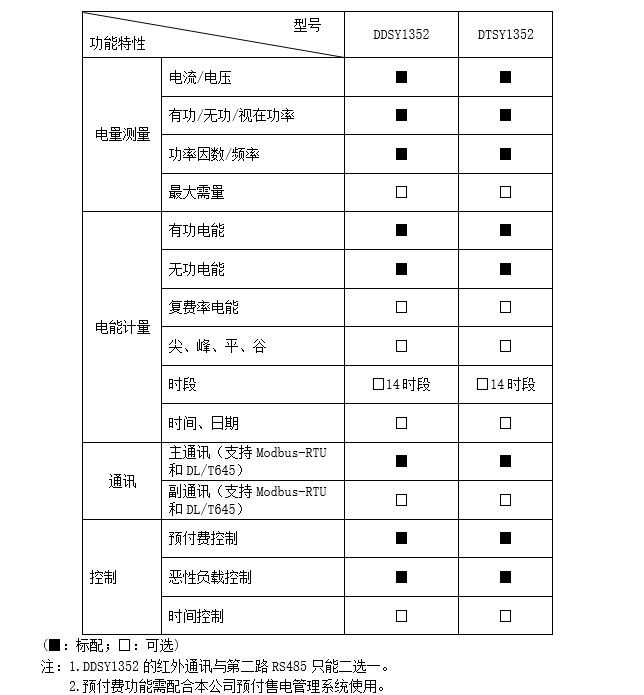 型号
功能特性
DDSY1352
DTSY1352
电量测量
电流/电压 ■ ■
有功/无功/视在功率 ■ ■
功率因数/频率 ■ ■
最大需量 □ □
电能计量
有功电能 ■ ■
无功电能 ■ ■
复费率电能 □ □
尖、峰、平、谷 □ □
时段 □14时段 □14时段
时间、日期 □ □
通讯
主通讯（支持 Modbus-RTU
和 DL/T645） ■ ■
副通讯（支持 Modbus-RTU
和 DL/T645） □ □
控制
预付费控制 ■ ■
恶性负载控制 ■ ■
时间控制 □ □
(■：标配；□：可选)
注：1.DDSY1352 的红外通讯与第二路 RS485 只能二选一。
2.预付费功能需配合本公司预付售电管理系统使用。